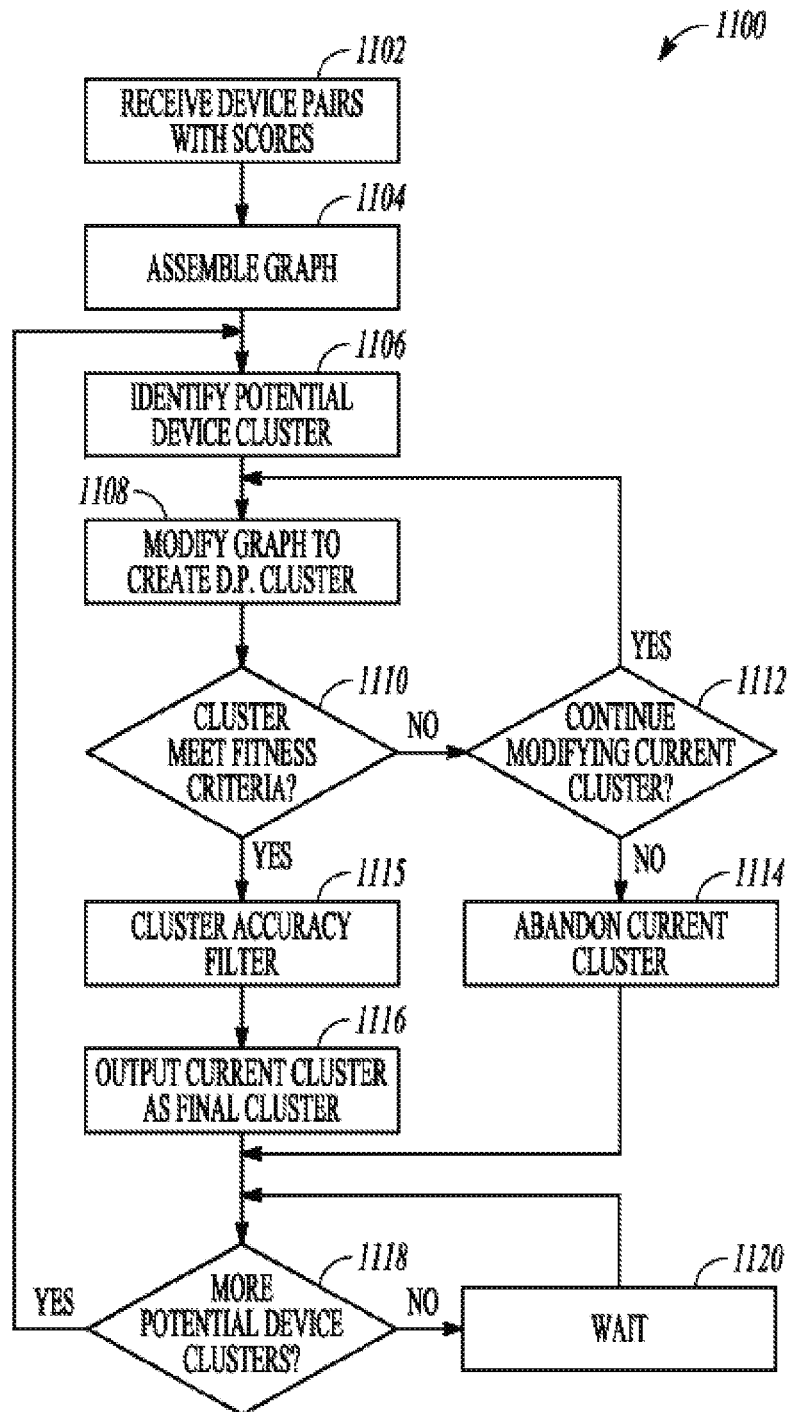 1100
1102
RECEIVE DEVICE PAIRS
WITH SCORES
1104
ASSEMBLE GRAPH
1106
IDENTIFY POTENTIAL
DEVICE CLUSTER
1108
MODIFY GRAPH TO
CREATE D.P. CLUSTER
1110
CLUSTER
MEET FITNESS
CRITERIA?
NO
YES
1112
CONTINUE
MODIFYING CURRENT
CLUSTER?
YES
NO
1115
CLUSTER ACCURACY
FILTER
1114
ABANDON CURRENT
CLUSTER
1116
OUTPUT CURRENT CLUSTER
AS FINAL CLUSTER
1118
MORE
POTENTIAL DEVICE
CLUSTERS?
YES
NO
1120
WAIT